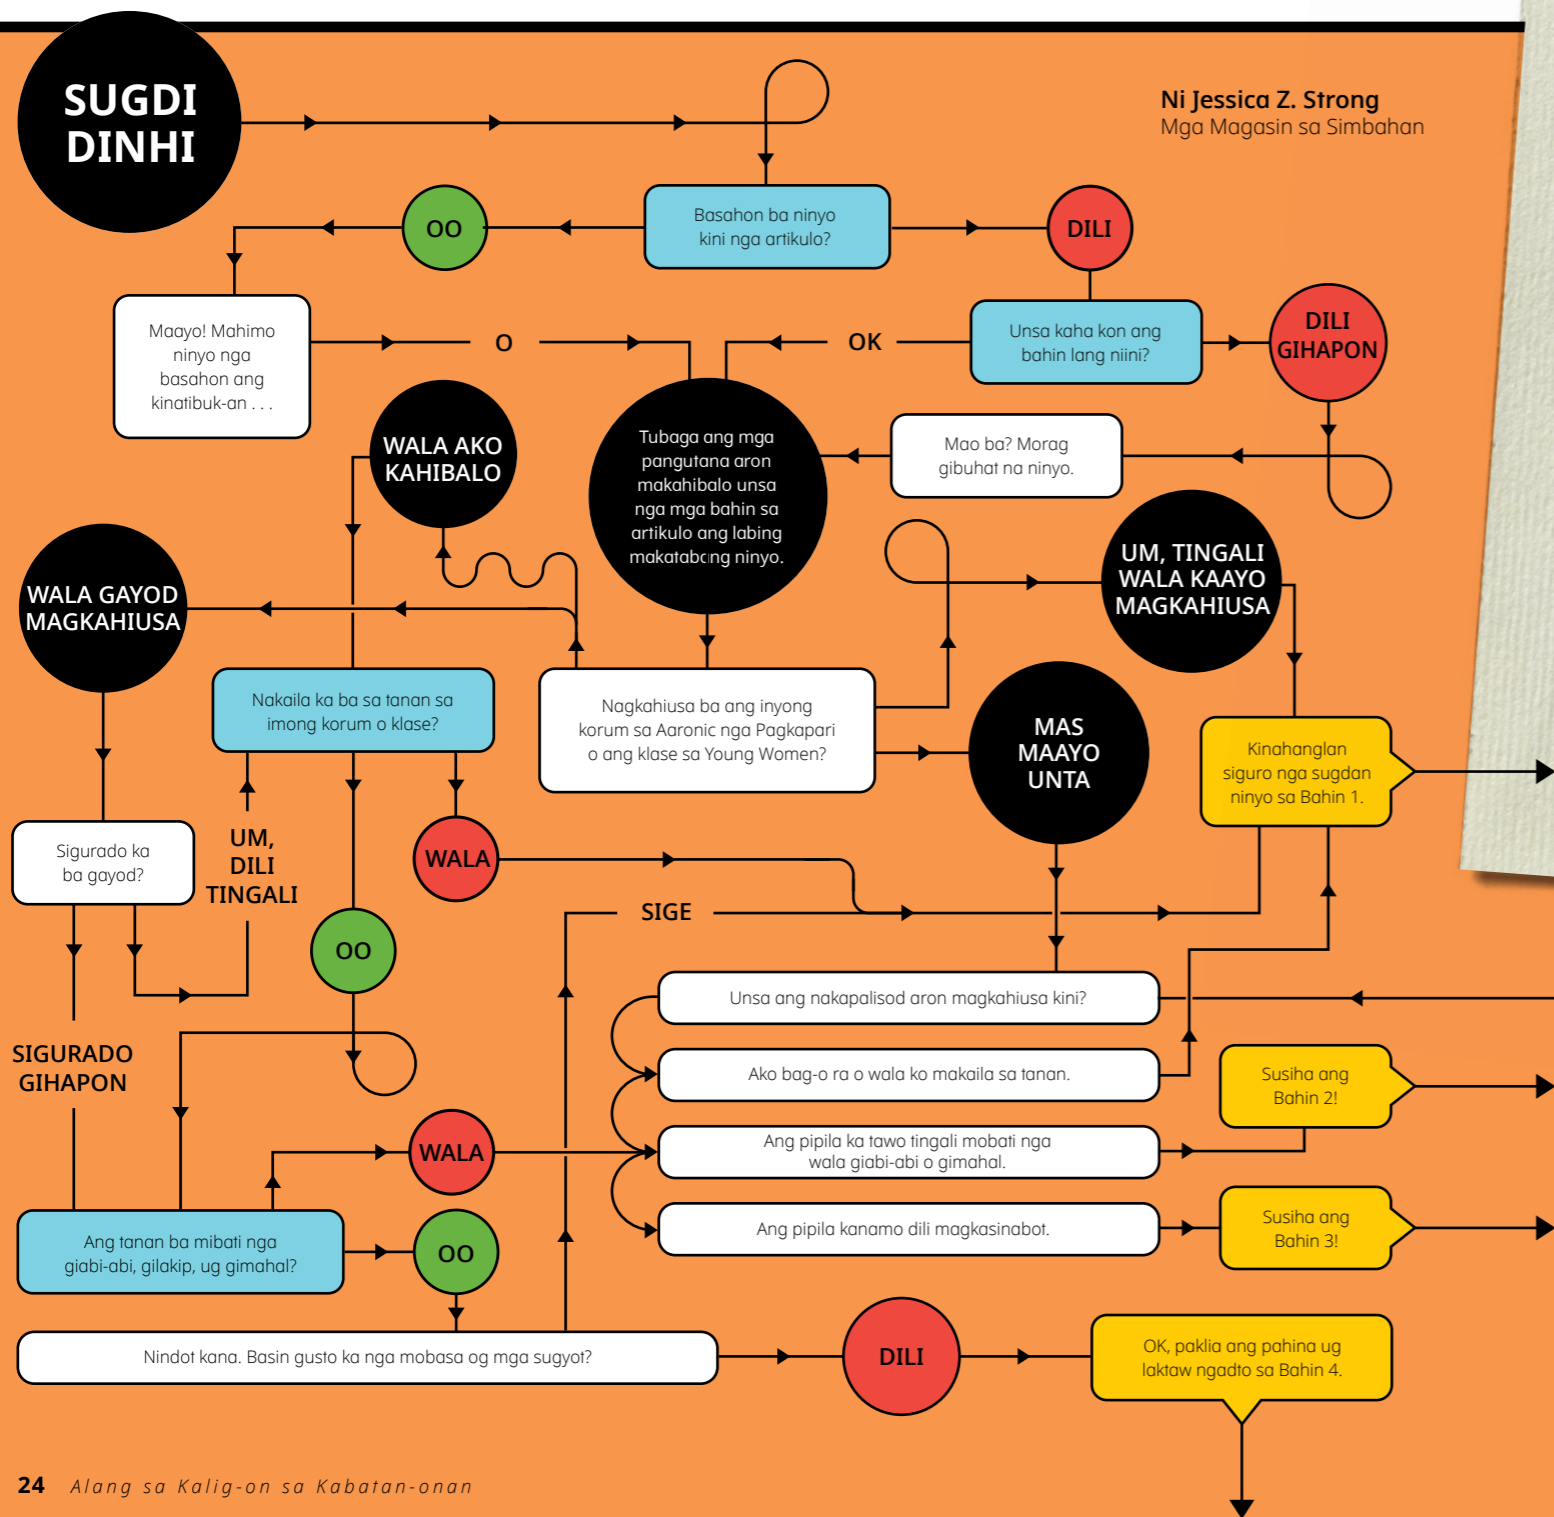 SUGDI
DINHI
Ni Jessica Z. Strong
Mga Magasin sa Simbahan
Basahon ba ninyo
kini nga artikulo?
OO
DILI
Maayo! Mahimo
ninyo nga
basahon ang
kinatibuk-an . . .
O
OK
Unsa kaha kon ang
bahin lang niini?
DILI
GIHAPON
Mao ba? Morag
gibuhat na ninyo.
Tubaga ang mga
pangutana aron
makahibalo unsa
nga mga bahin sa
artikulo ang labing
makatabang ninyo.
WALA AKO
KAHIBALO
WALA GAYOD
MAGKAHIUSA
UM, TINGALI
WALA KAAYO
MAGKAHIUSA
Nakaila ka ba sa tanan sa
imong korum o klase?
Nagkahiusa ba ang inyong
korum sa Aaronic nga Pagkapari
o ang klase sa Young Women?
MAS
MAAYO
UNTA
Kinahanglan
siguro nga sugdan
ninyo sa Bahin 1.
Sigurado ka
ba gayod?
UM,
DILI
TINGALI
WALA
OO
SIGE
SIGURADO
GIHAPON
Unsa ang nakapalisod aron magkahiusa kini?
Ako bag-o ra o wala ko makaila sa tanan.
Susiha ang
Bahin 2!
Ang pipila ka tawo tingali mobati nga
wala giabi-abi o gimahal.
WALA
Ang pipila kanamo dili magkasinabot.
Susiha ang
Bahin 3!
Ang tanan ba mibati nga
giabi-abi, gilakip, ug gimahal?
OO
Nindot kana. Basin gusto ka nga mobasa og mga sugyot?
DILI
OK, paklia ang pahina ug
laktaw ngadto sa Bahin 4.
24 Alang sa Kalig-on sa Kabatan-onan